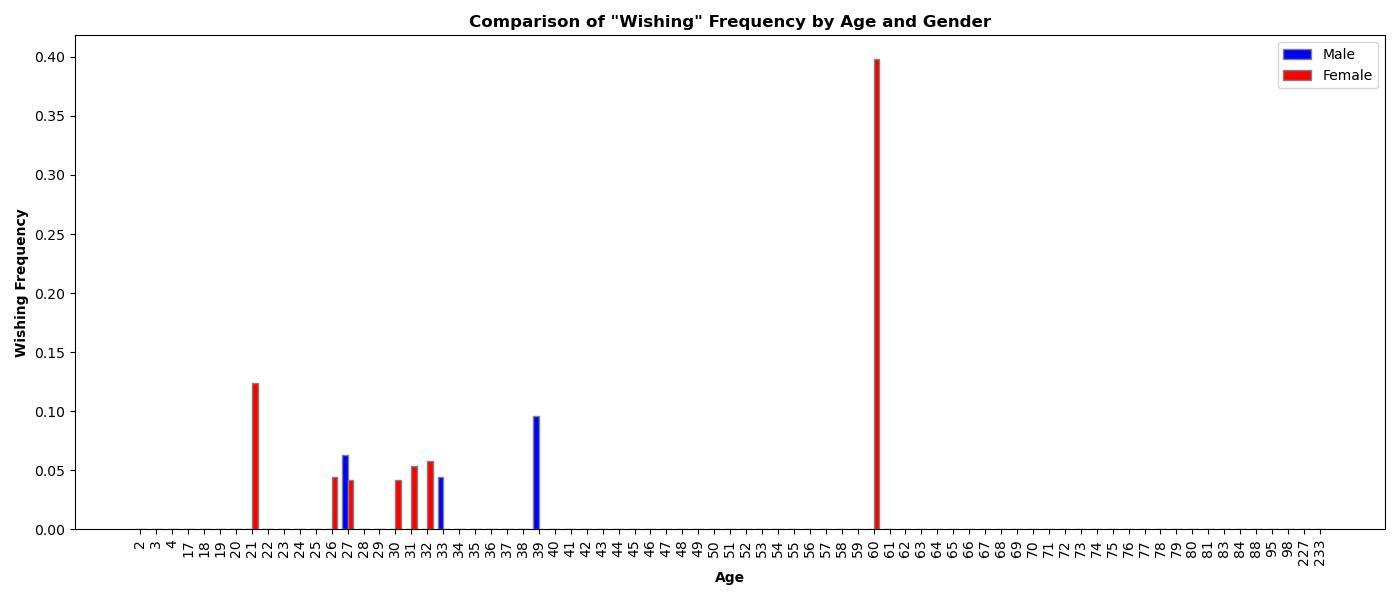 Comparison of "Wishing" Frequency by Age and Gender
Male
Female
0.40
0.35
0.30
0.25
0.20
0.15
0.10
0.05
0.00
Wishing Frequency
2 3 4 17 18 19 20 21 22 23 24 25 26 27 28 29 30 31 32 33 34 35 36 37 38 39 40 41 42 43 44 45 46 47 48 49 50 51 52 53 54 55 56 57 58 59 60 61 62 63 64 65 66 67 68 69 70 71 72 73 74 75 76 77 78 79 80 81 83 84 88 95 98 227 233
Age